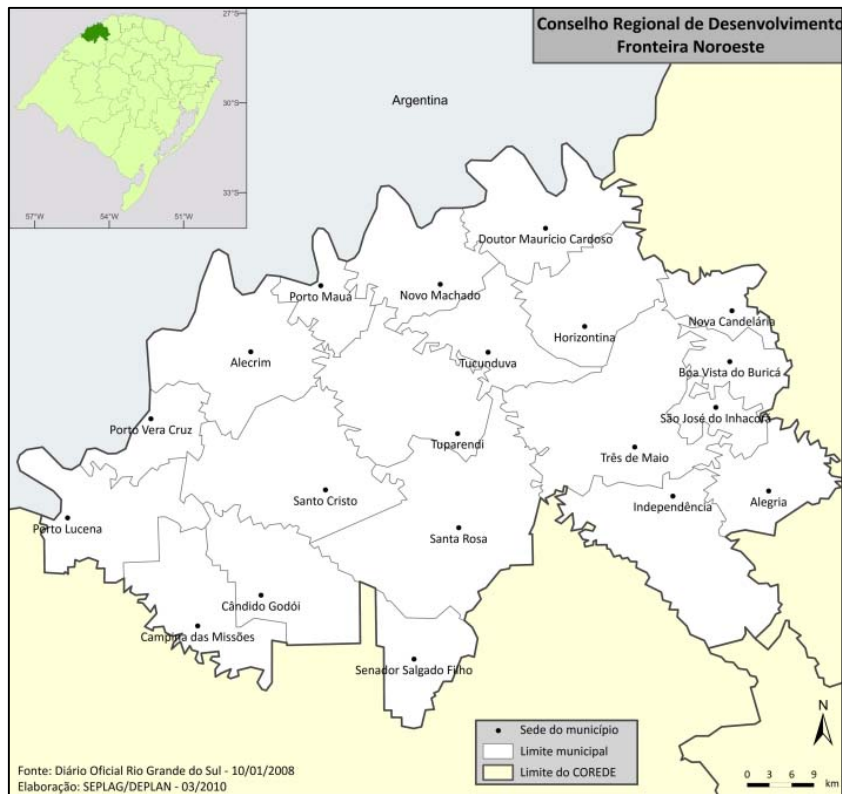 Conselho Regional de Desenvolvimento
Fronteira Noroeste
27°S
30°S
33°S
57°W
54°W
51°W
Argentina
Doutor Maurício Cardoso
Porto Mauá
Novo Machado
Nova Candelária
Horizontina
Alecrim
Tucunduva
Boa Vista do Buricá
São José do Inhacorá
Porto Vera Cruz
Tuparendi
Três de Maio
Santo Cristo
Independência
Alegria
Porto Lucena
Santa Rosa
Cândido Godói
Campina das Missões
Senador Salgado Filho
N
Sede do município
Limite municipal
Limite do COREDE
0 3 6 9
km
Fonte: Diário Oficial Rio Grande do Sul - 10/01/2008
Elaboração: SEPLAG/DEPLAN - 03/2010